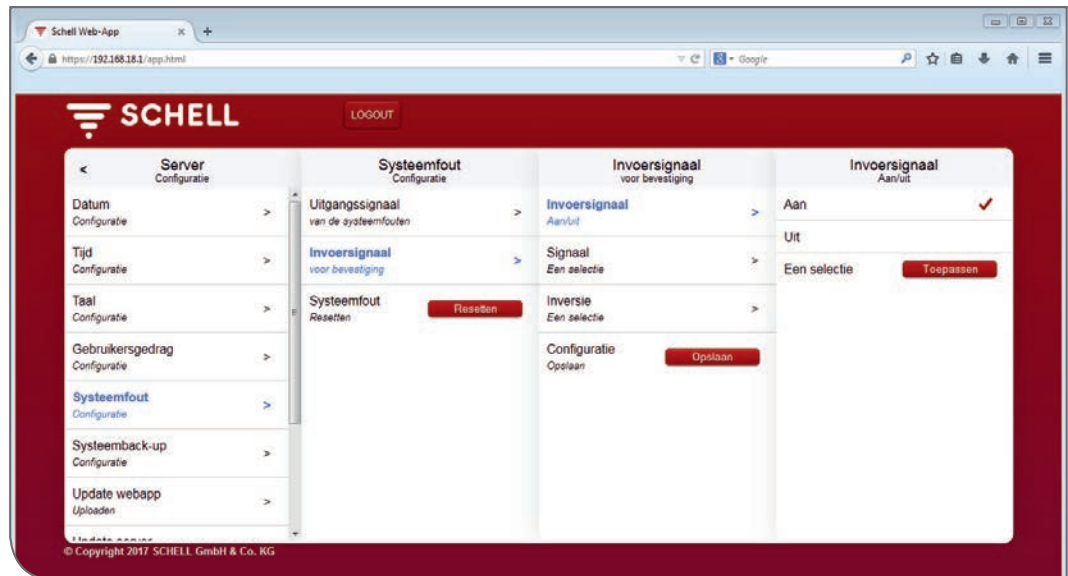 Schell Web-App
https://192.168.18.1/app.html
Google
SCHELL
LOGOUT
Server
Configuratie
Datum
Configuratie
Tijd
Configuratie
Taal
Configuratie
Gebruikersgedrag
Configuratie
Systeemfout
Configuratie
Systeemback-up
Configuratie
Update webapp
Uploaden
Update server
Systeemfout
Configuratie
Uitgangssignaal
van de systeemfouten
Invoersignaal
voor bevestiging
Systeemfout
Resetten
Resetten
Invoersignaal
voor bevestiging
Invoersignaal
Aan/uit
Signaal
Een selectie
Inversie
Een selectie
Configuratie
Opslaan
Opslaan
Invoersignaal
Aan/uit
Aan
Uit
Een selectie
Toepassen
© Copyright 2017 SCHELL GmbH & Co. KG